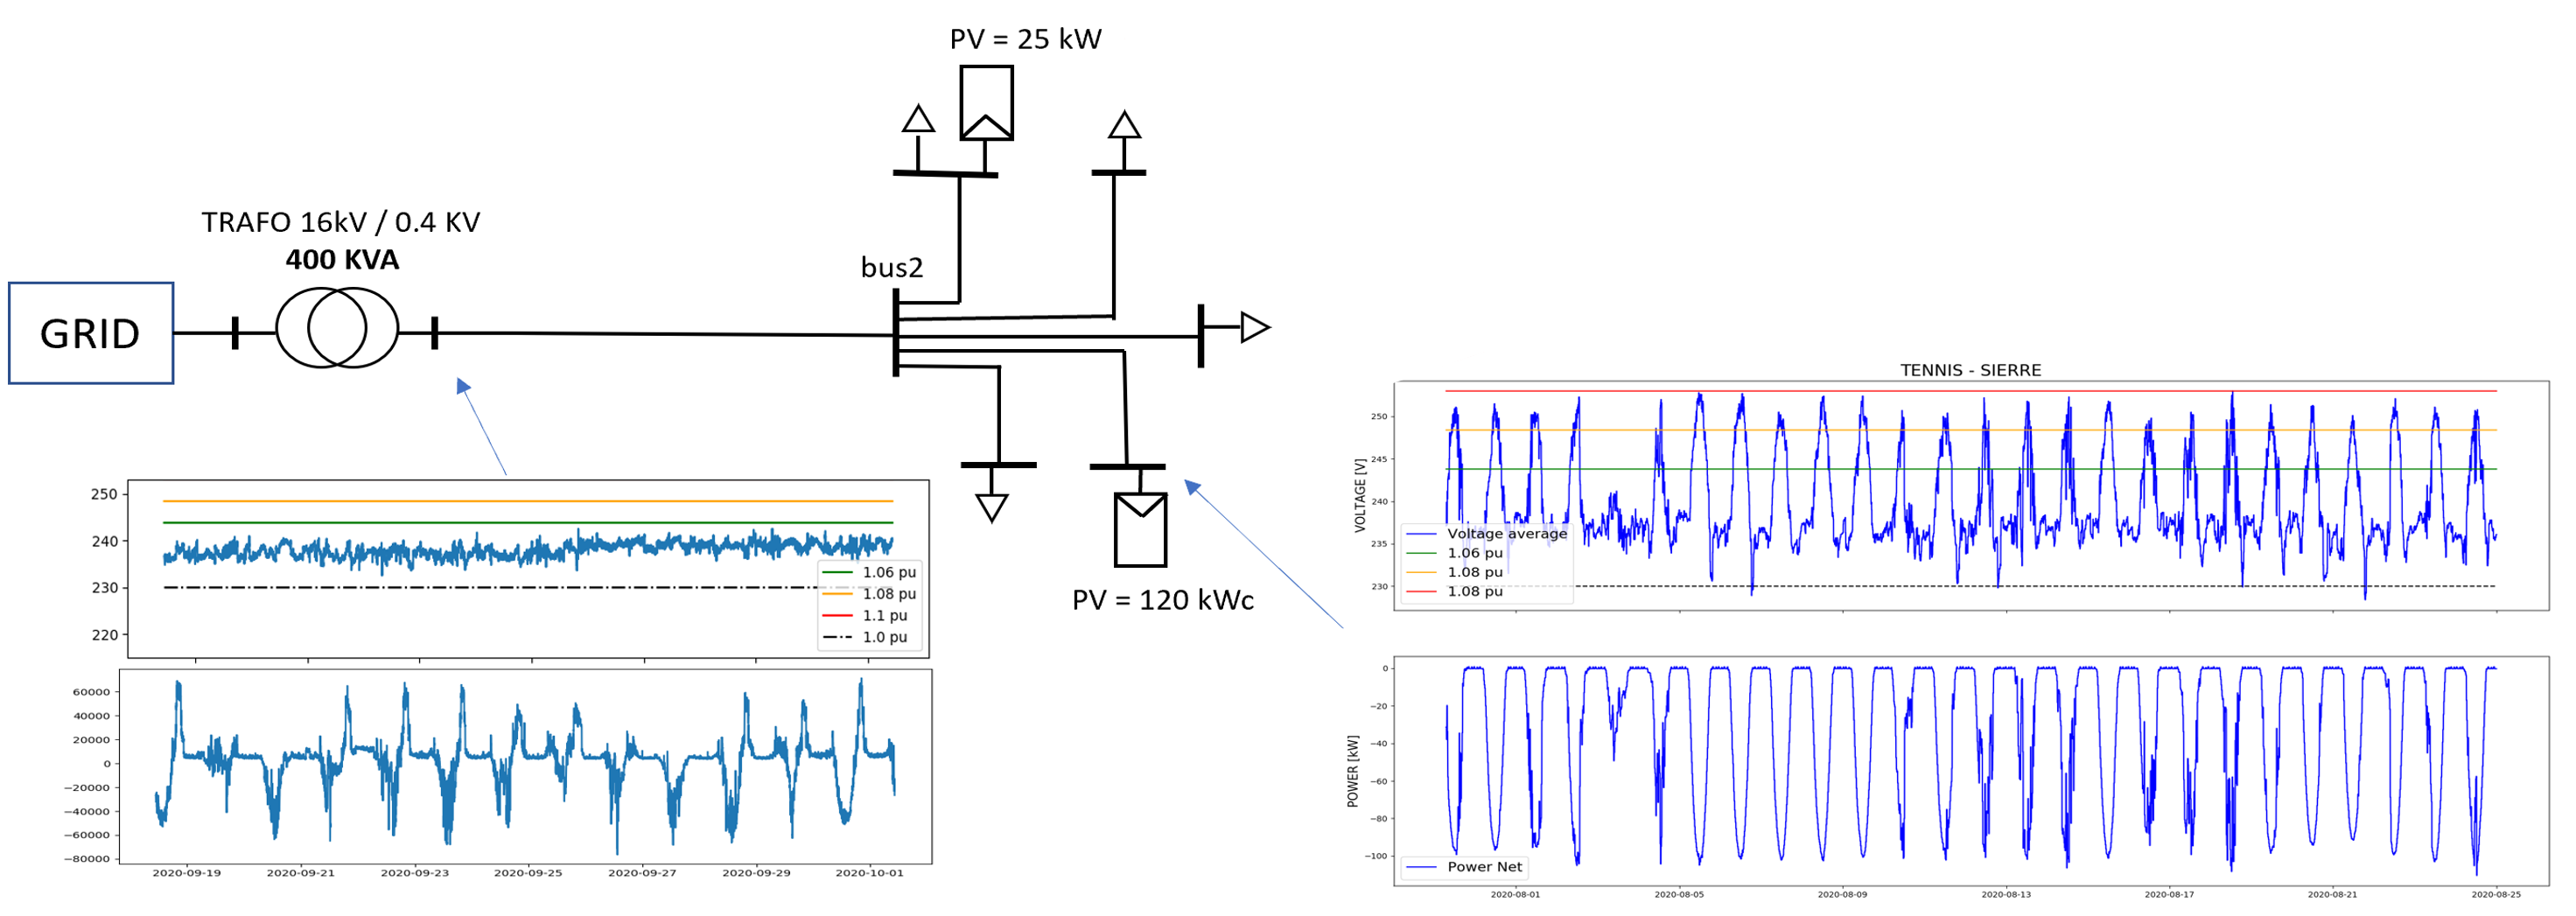 PV = 25 kW
TRAFO 16kV / 0.4 KV
400 KVA
GRID
bus2
PV = 120 kWc
250
240
230
220
1.06 pu
1.08 pu
1.1 pu
1.0 pu
60000
40000
20000
0
−20000
−40000
−60000
−80000
2020-09-19
2020-09-21
2020-09-23
2020-09-25
2020-09-27
2020-09-29
2020-10-01
TENNIS - SIERRE
VOLTAGE [V]
250
245
240
235
230
Voltage average
1.06 pu
1.08 pu
1.08 pu
POWER [kW]
0
−20
−40
−60
−80
−100
Power Net
2020-08-01
2020-08-05
2020-08-09
2020-08-13
2020-08-17
2020-08-21
2020-08-25